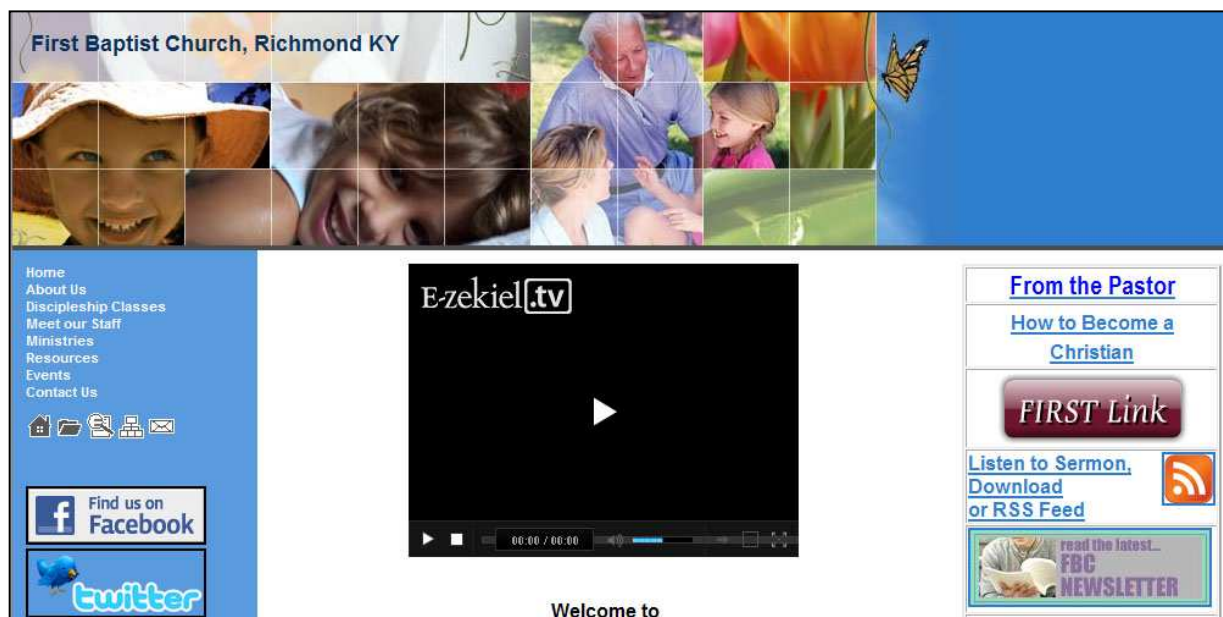 First Baptist Church, Richmond KY
Home
About Us
Discipleship Classes
Meet our Staff
Ministries
Resources
Events
Contact Us
Find us on
Facebook
twitter
E-zekiel.tv
00:00 / 00:00
Welcome to
From the Pastor
How to Become a
Christian
FIRST Link
Listen to Sermon,
Download
or RSS Feed
read the latest...
FBC
NEWSLETTER